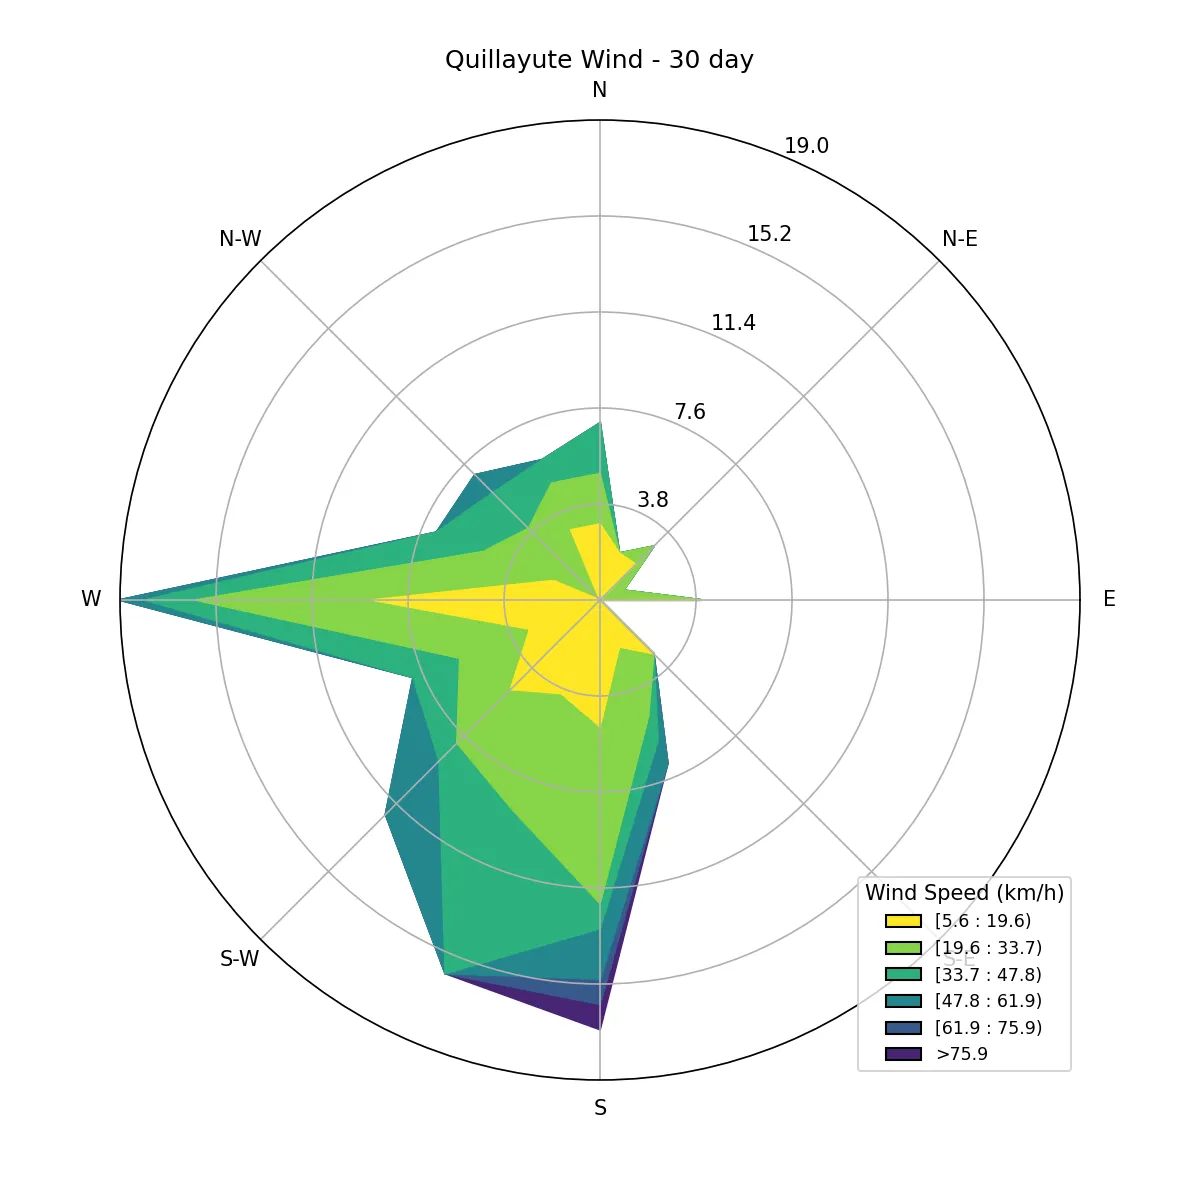 Quillayute Wind - 30 day
N
19.0
15.2
N-W
N-E
11.4
7.6
3.8
W
E
Wind Speed (km/h)
[5.6 : 19.6)
[19.6 : 33.7)
S-W
S-E
[33.7 : 47.8)
[47.8 : 61.9)
[61.9 : 75.9)
>75.9
S